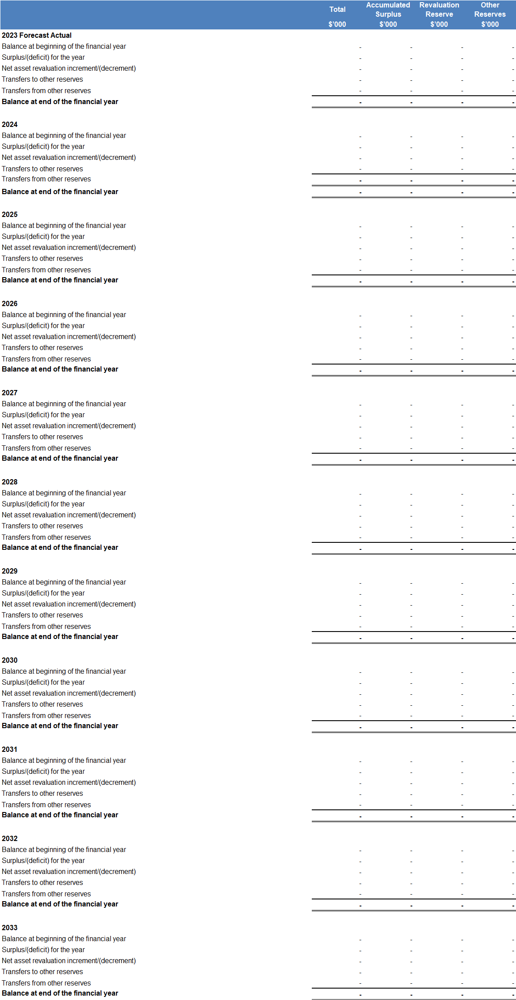 Total Accumulated Surplus Revaluation Reserve Other Reserves
$’000 $’000 $’000 $’000
2023 Forecast Actual
Balance at beginning of the financial year - - - -
Surplus/(deficit) for the year - - - -
Net asset revaluation increment/(decrement) - - - -
Transfers to other reserves - - - -
Transfers from other reserves - - - -
Balance at end of the financial year - - - -
2024
Balance at beginning of the financial year - - - -
Surplus/(deficit) for the year - - - -
Net asset revaluation increment/(decrement) - - - -
Transfers to other reserves - - - -
Transfers from other reserves - - - -
Balance at end of the financial year - - - -
2025
Balance at beginning of the financial year - - - -
Surplus/(deficit) for the year - - - -
Net asset revaluation increment/(decrement) - - - -
Transfers to other reserves - - - -
Transfers from other reserves - - - -
Balance at end of the financial year - - - -
2026
Balance at beginning of the financial year - - - -
Surplus/(deficit) for the year - - - -
Net asset revaluation increment/(decrement) - - - -
Transfers to other reserves - - - -
Transfers from other reserves - - - -
Balance at end of the financial year - - - -
2027
Balance at beginning of the financial year - - - -
Surplus/(deficit) for the year - - - -
Net asset revaluation increment/(decrement) - - - -
Transfers to other reserves - - - -
Transfers from other reserves - - - -
Balance at end of the financial year - - - -
2028
Balance at beginning of the financial year - - - -
Surplus/(deficit) for the year - - - -
Net asset revaluation increment/(decrement) - - - -
Transfers to other reserves - - - -
Transfers from other reserves - - - -
Balance at end of the financial year - - - -
2029
Balance at beginning of the financial year - - - -
Surplus/(deficit) for the year - - - -
Net asset revaluation increment/(decrement) - - - -
Transfers to other reserves - - - -
Transfers from other reserves - - - -
Balance at end of the financial year - - - -
2030
Balance at beginning of the financial year - - - -
Surplus/(deficit) for the year - - - -
Net asset revaluation increment/(decrement) - - - -
Transfers to other reserves - - - -
Transfers from other reserves - - - -
Balance at end of the financial year - - - -
2031
Balance at beginning of the financial year - - - -
Surplus/(deficit) for the year - - - -
Net asset revaluation increment/(decrement) - - - -
Transfers to other reserves - - - -
Transfers from other reserves - - - -
Balance at end of the financial year - - - -
2032
Balance at beginning of the financial year - - - -
Surplus/(deficit) for the year - - - -
Net asset revaluation increment/(decrement) - - - -
Transfers to other reserves - - - -
Transfers from other reserves - - - -
Balance at end of the financial year - - - -
2033
Balance at beginning of the financial year - - - -
Surplus/(deficit) for the year - - - -
Net asset revaluation increment/(decrement) - - - -
Transfers to other reserves - - - -
Transfers from other reserves - - - -
Balance at end of the financial year - - - -